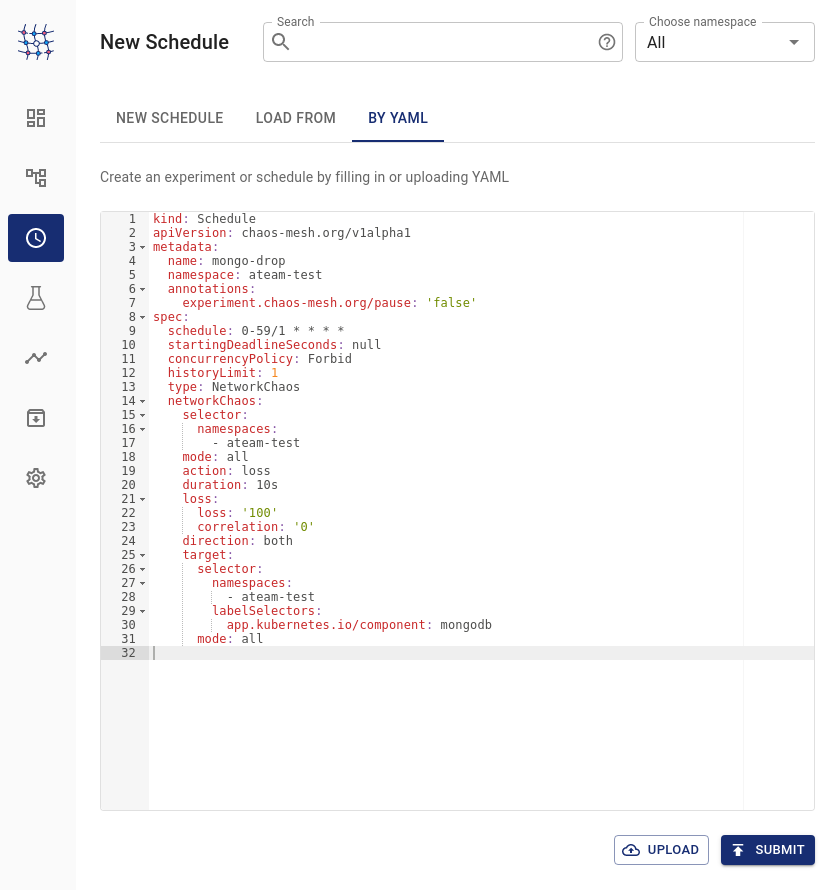 New Schedule
Search
Choose namespace
All
NEW SCHEDULE LOAD FROM BY YAML
Create an experiment or schedule by filling in or uploading YAML
1 kind: Schedule
2 apiVersion: chaos-mesh.org/v1alpha1
3 metadata:
4   name: mongo-drop
5   namespace: ateam-test
6   annotations:
7     experiment.chaos-mesh.org/pause: 'false'
8 spec:
9   schedule: 0-59/1 * * * *
10   startingDeadlineSeconds: null
11   concurrencyPolicy: Forbid
12   historyLimit: 1
13   type: NetworkChaos
14   networkChaos:
15     selector:
16       namespaces:
17         - ateam-test
18     mode: all
19     action: loss
20     duration: 10s
21     loss:
22       loss: '100'
23       correlation: '0'
24     direction: both
25     target:
26       selector:
27         namespaces:
28           - ateam-test
29         labelSelectors:
30           app.kubernetes.io/component: mongodb
31       mode: all
32
UPLOAD SUBMIT